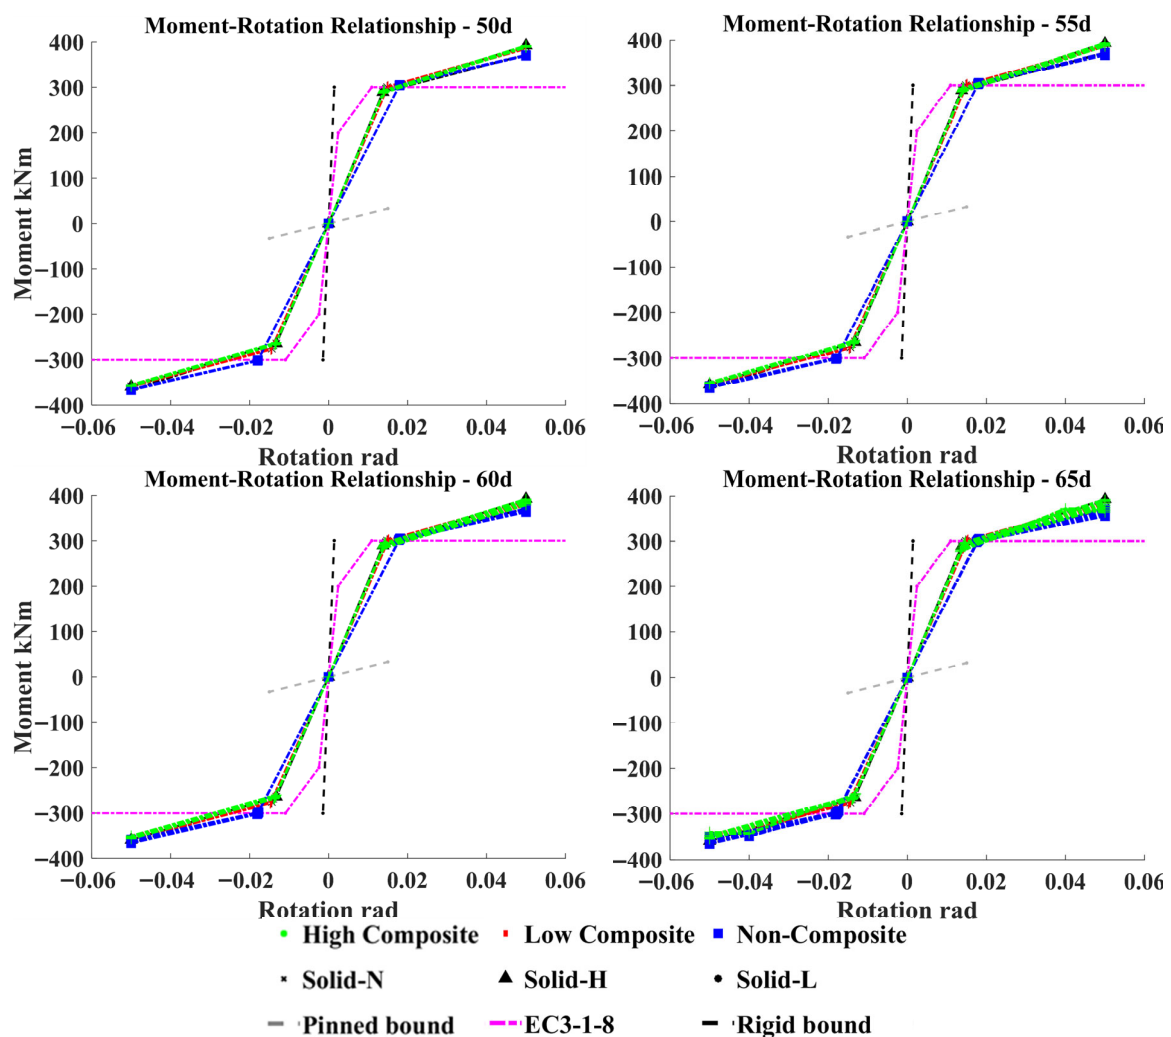 Moment-Rotation Relationship - 50d
400
300
200
100
0
−100
−200
−300
−400
Moment kNm
−0.06 −0.04 −0.02 0 0.02 0.04 0.06
Rotation rad
Moment-Rotation Relationship - 55d
400
300
200
100
0
−100
−200
−300
−400
−0.06 −0.04 −0.02 0 0.02 0.04 0.06
Rotation rad
Moment-Rotation Relationship - 60d
400
300
200
100
0
−100
−200
−300
−400
Moment kNm
−0.06 −0.04 −0.02 0 0.02 0.04 0.06
Rotation rad
Moment-Rotation Relationship - 65d
400
300
200
100
0
−100
−200
−300
−400
−0.06 −0.04 −0.02 0 0.02 0.04 0.06
Rotation rad
High Composite Low Composite Non-Composite
Solid-N Solid-H Solid-L
Pinned bound EC3-1-8 Rigid bound